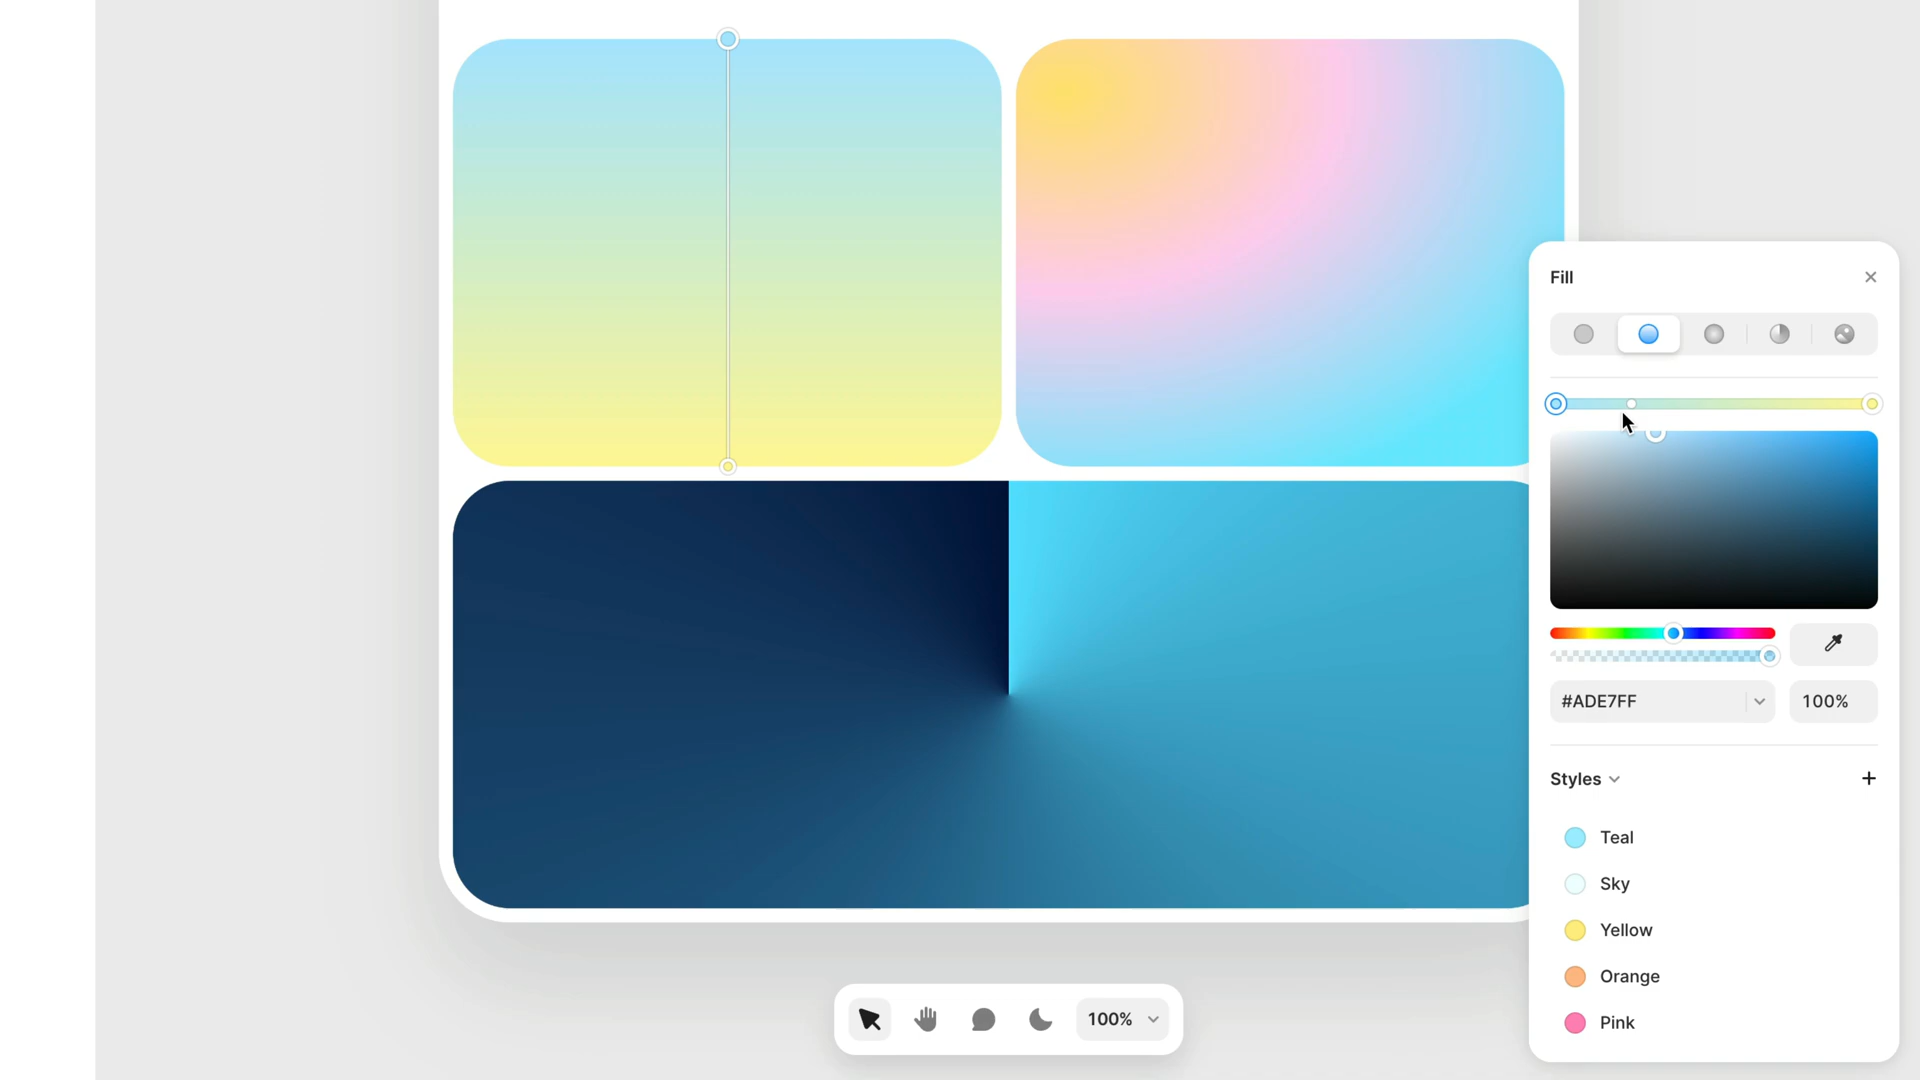 Fill
#ADE7FF
100%
Styles
Teal
Sky
Yellow
Orange
Pink
100%